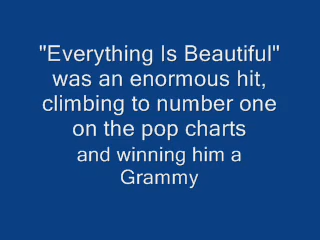 "Everything Is Beautiful"
was an enormous hit,
climbing to number one
on the pop charts
and winning him a
Grammy